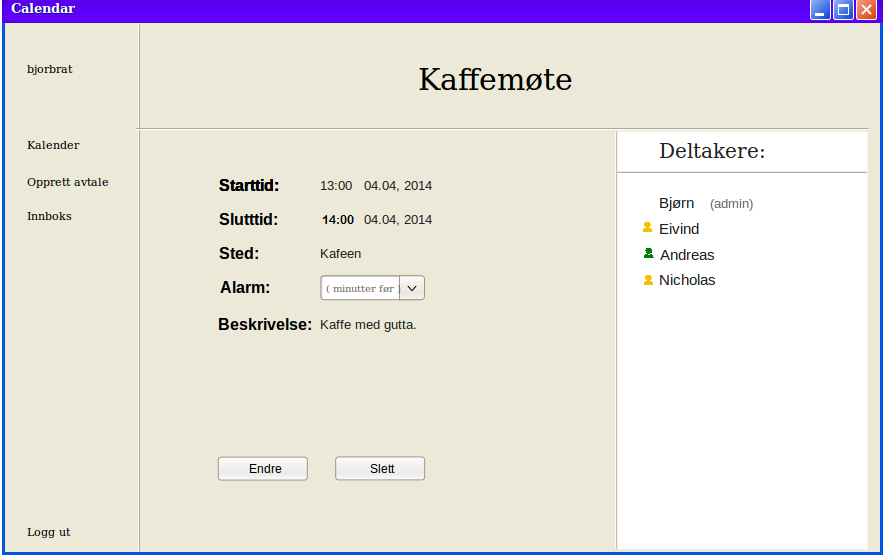 Calendar
bjorbrat
Kaffemøte
Kalender
Opprett avtale
Innboks
Logg ut
Starttid: 13:00 04.04, 2014
Slutttid: 14:00 04.04, 2014
Sted: Kafeen
Alarm: ( minutter før )
Beskrivelse: Kaffe med gutta.
Endre Slett
Deltakere:
Bjørn (admin)
Eivind
Andreas
Nicholas